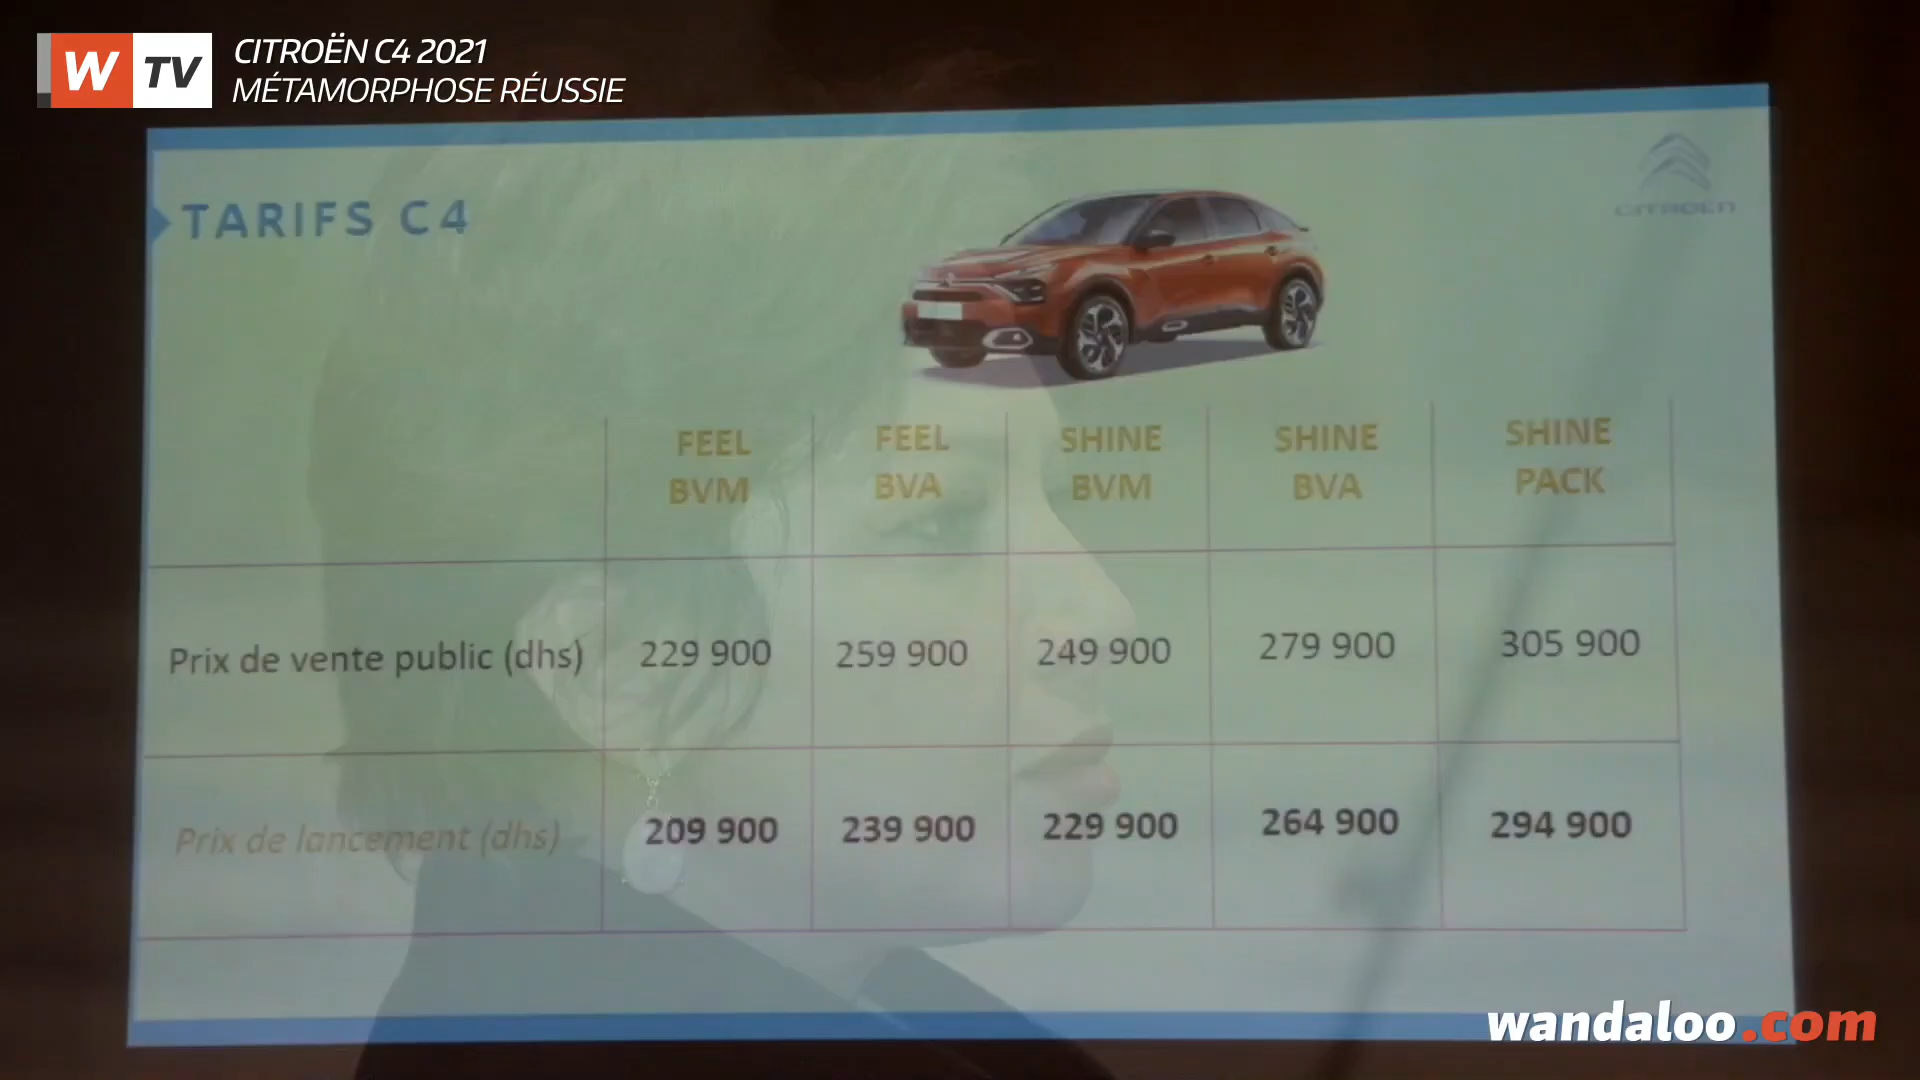 W TV
CITROËN C4 2021
MÉTAMORPHOSE RÉUSSIE
CITROËN
TARIFS C4
FEEL BVM
FEEL BVA
SHINE BVM
SHINE BVA
SHINE PACK
Prix de vente public (dhs) 229 900 259 900 249 900 279 900 305 900
Prix de lancement (dhs) 209 900 239 900 229 900 264 900 294 900
wandaloo.com